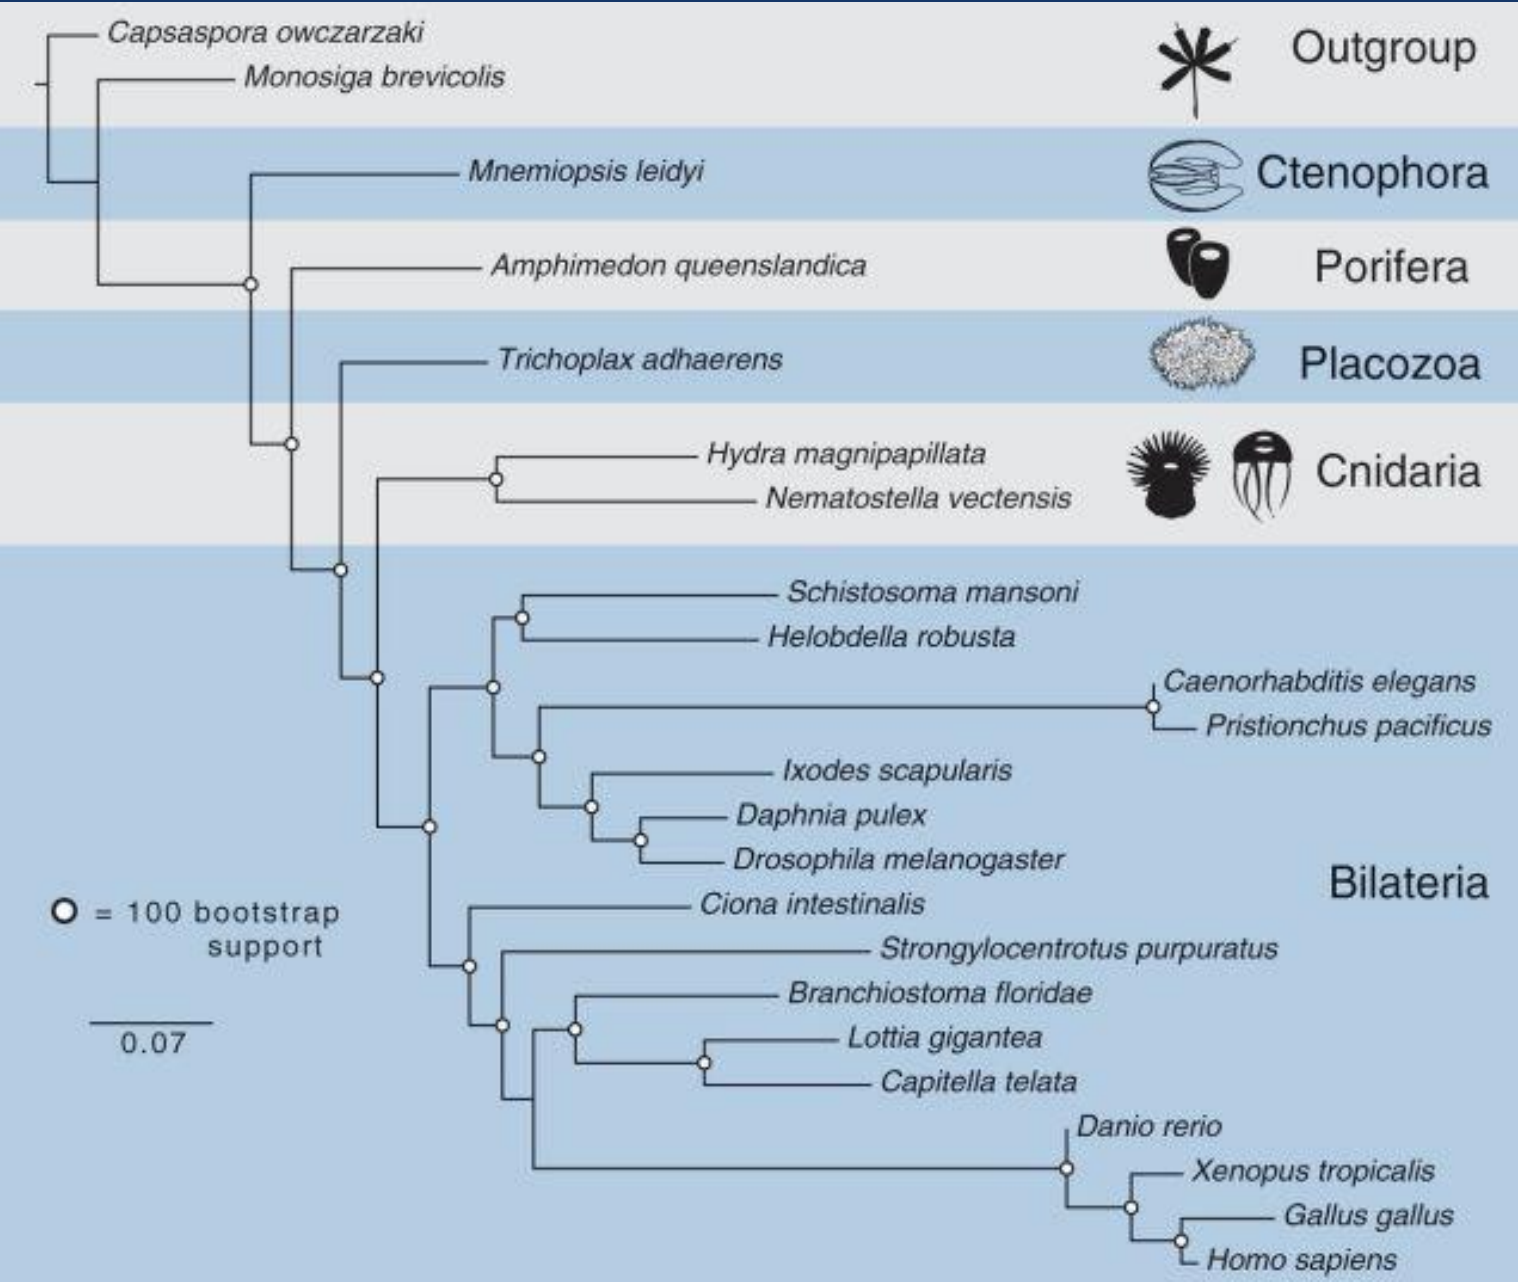 Capsaspora owczarzaki
Outgroup
Monosiga brevicolis
Mnemiopsis leidyi
Ctenophora
Amphimedon queenslandica
Porifera
Trichoplax adhaerens
Placozoa
Hydra magnipapillata
Cnidaria
Nematostella vectensis
Schistosoma mansoni
Helobdella robusta
Caenorhabditis elegans
Pristionchus pacificus
Ixodes scapularis
Daphnia pulex
Drosophila melanogaster
Bilateria
Ciona intestinalis
= 100 bootstrap
support
Strongylocentrotus purpuratus
Branchiostoma floridae
Lottia gigantea
0.07
Capitella telata
Danio rerio
Xenopus tropicalis
Gallus gallus
Homo sapiens